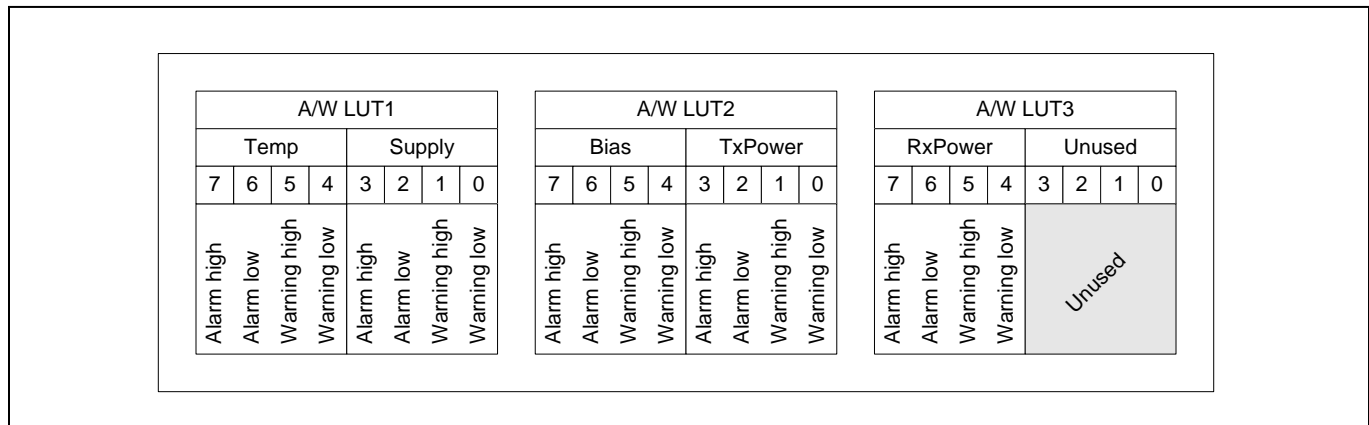 A/W LUT1 A/W LUT2 A/W LUT3
Temp Supply Bias TxPower RxPower Unused
7 6 5 4 3 2 1 0 7 6 5 4 3 2 1 0 7 6 5 4 3 2 1 0
Alarm high
Alarm low
Warning high
Warning low
Alarm high
Alarm low
Warning high
Warning low
Alarm high
Alarm low
Warning high
Warning low
Alarm high
Alarm low
Warning high
Warning low
Alarm high
Alarm low
Warning high
Warning low
Unused